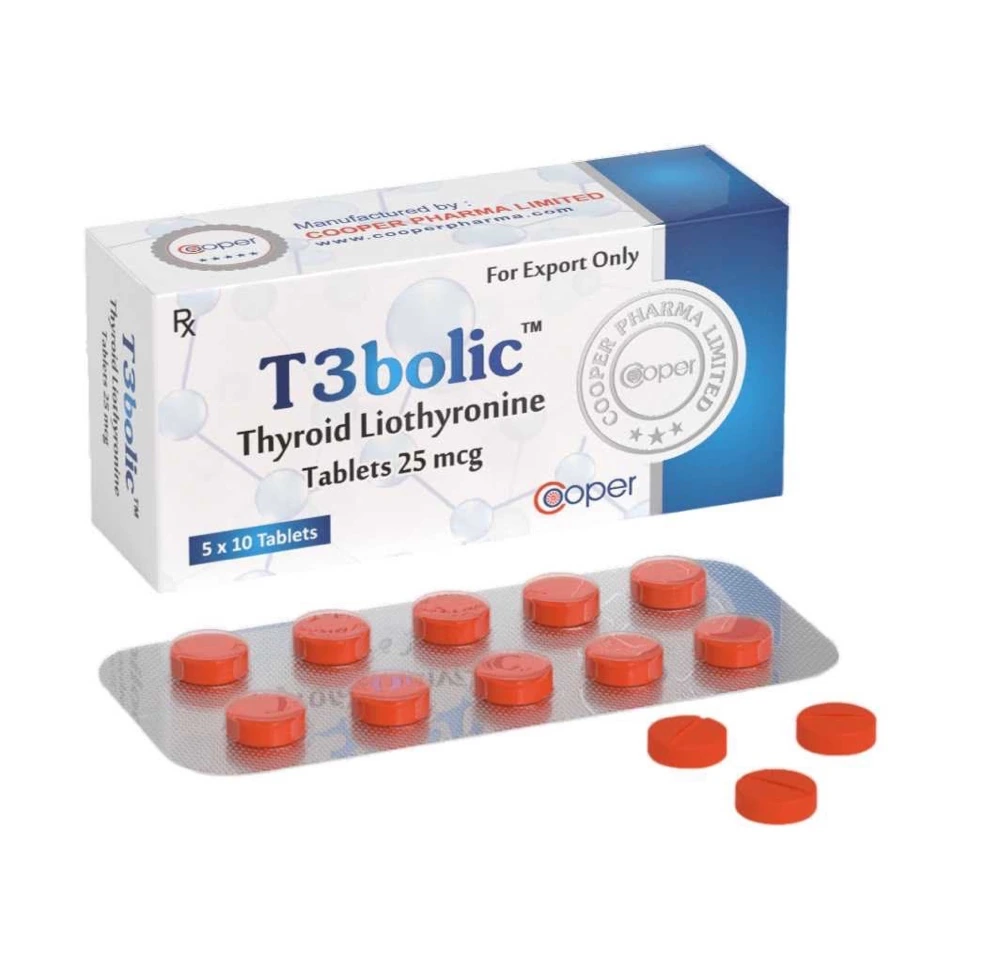 Cooper
Manufactured by :
COOPER PHARMA LIMITED
www.cooperpharma.com
Rx
For Export Only
T3bolic™
Thyroid Liothyronine
Tablets 25 mcg
COOPER PHARMA LIMITED
Cooper
Cooper
5 x 10 Tablets
T3bolic™
Thyroid Liothyronine
Tablets 25 mcg